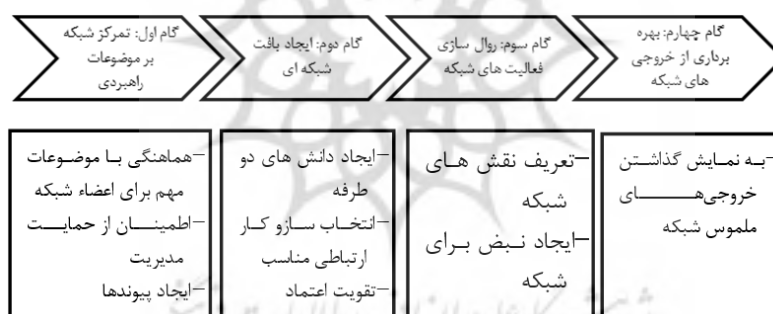 گام اول: تمرکز شبکه
بر موضوعات
راهبردی
گام دوم: ایجاد بافت
شبکه ای
گام سوم: روال سازی
فعالیت های شبکه
گام چهارم: بهره
برداری از خروجی
های شبکه
–هماهنگی با موضوعات
مهم برای اعضاء شبکه
–اطمینان از حمایت
مدیریت
–ایجاد پیوندها
–ایجاد دانش های دو
طرفه
–انتخاب سازو کار
ارتباطی مناسب
–تقویت اعتماد
–تعریف نقش های
شبکه
–ایجاد نبض برای
شبکه
–به نمایش گذاشتن
خروجی‌های
ملموس شبکه